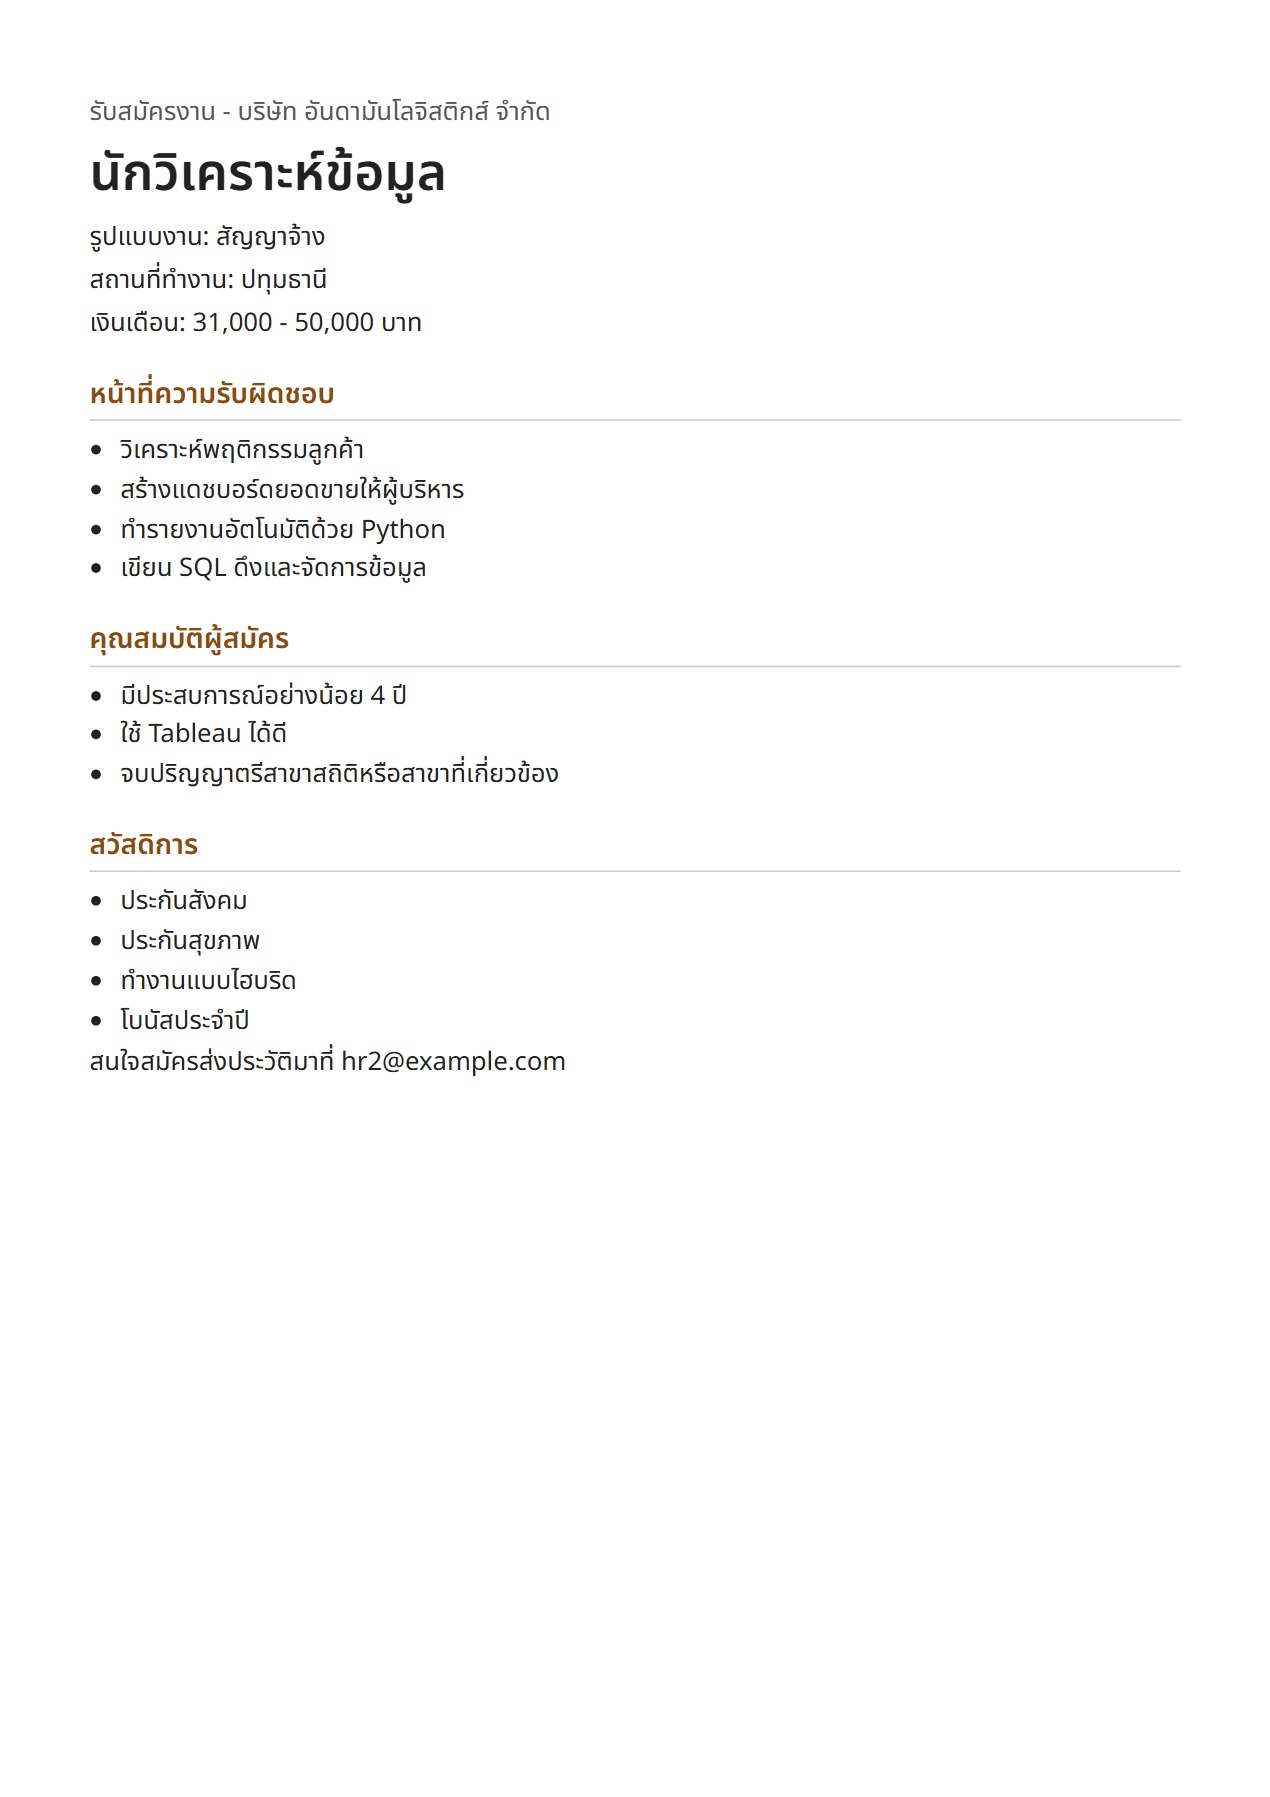 รับสมัครงาน - บริษัท อันดามันโลจิสติกส์ จำกัด
นักวิเคราะห์ข้อมูล
รูปแบบงาน: สัญญาจ้าง
สถานที่ทำงาน: ปทุมธานี
เงินเดือน: 31,000 - 50,000 บาท
หน้าที่ความรับผิดชอบ
• วิเคราะห์พฤติกรรมลูกค้า
• สร้างแดชบอร์ดยอดขายให้ผู้บริหาร
• ทำรายงานอัตโนมัติด้วย Python
• เขียน SQL ดึงและจัดการข้อมูล
คุณสมบัติผู้สมัคร
• มีประสบการณ์อย่างน้อย 4 ปี
• ใช้ Tableau ได้ดี
• จบปริญญาตรีสาขาสถิติหรือสาขาที่เกี่ยวข้อง
สวัสดิการ
• ประกันสังคม
• ประกันสุขภาพ
• ทำงานแบบไฮบริด
• โบนัสประจำปี
สนใจสมัครส่งประวัติมาที่ hr2@example.com